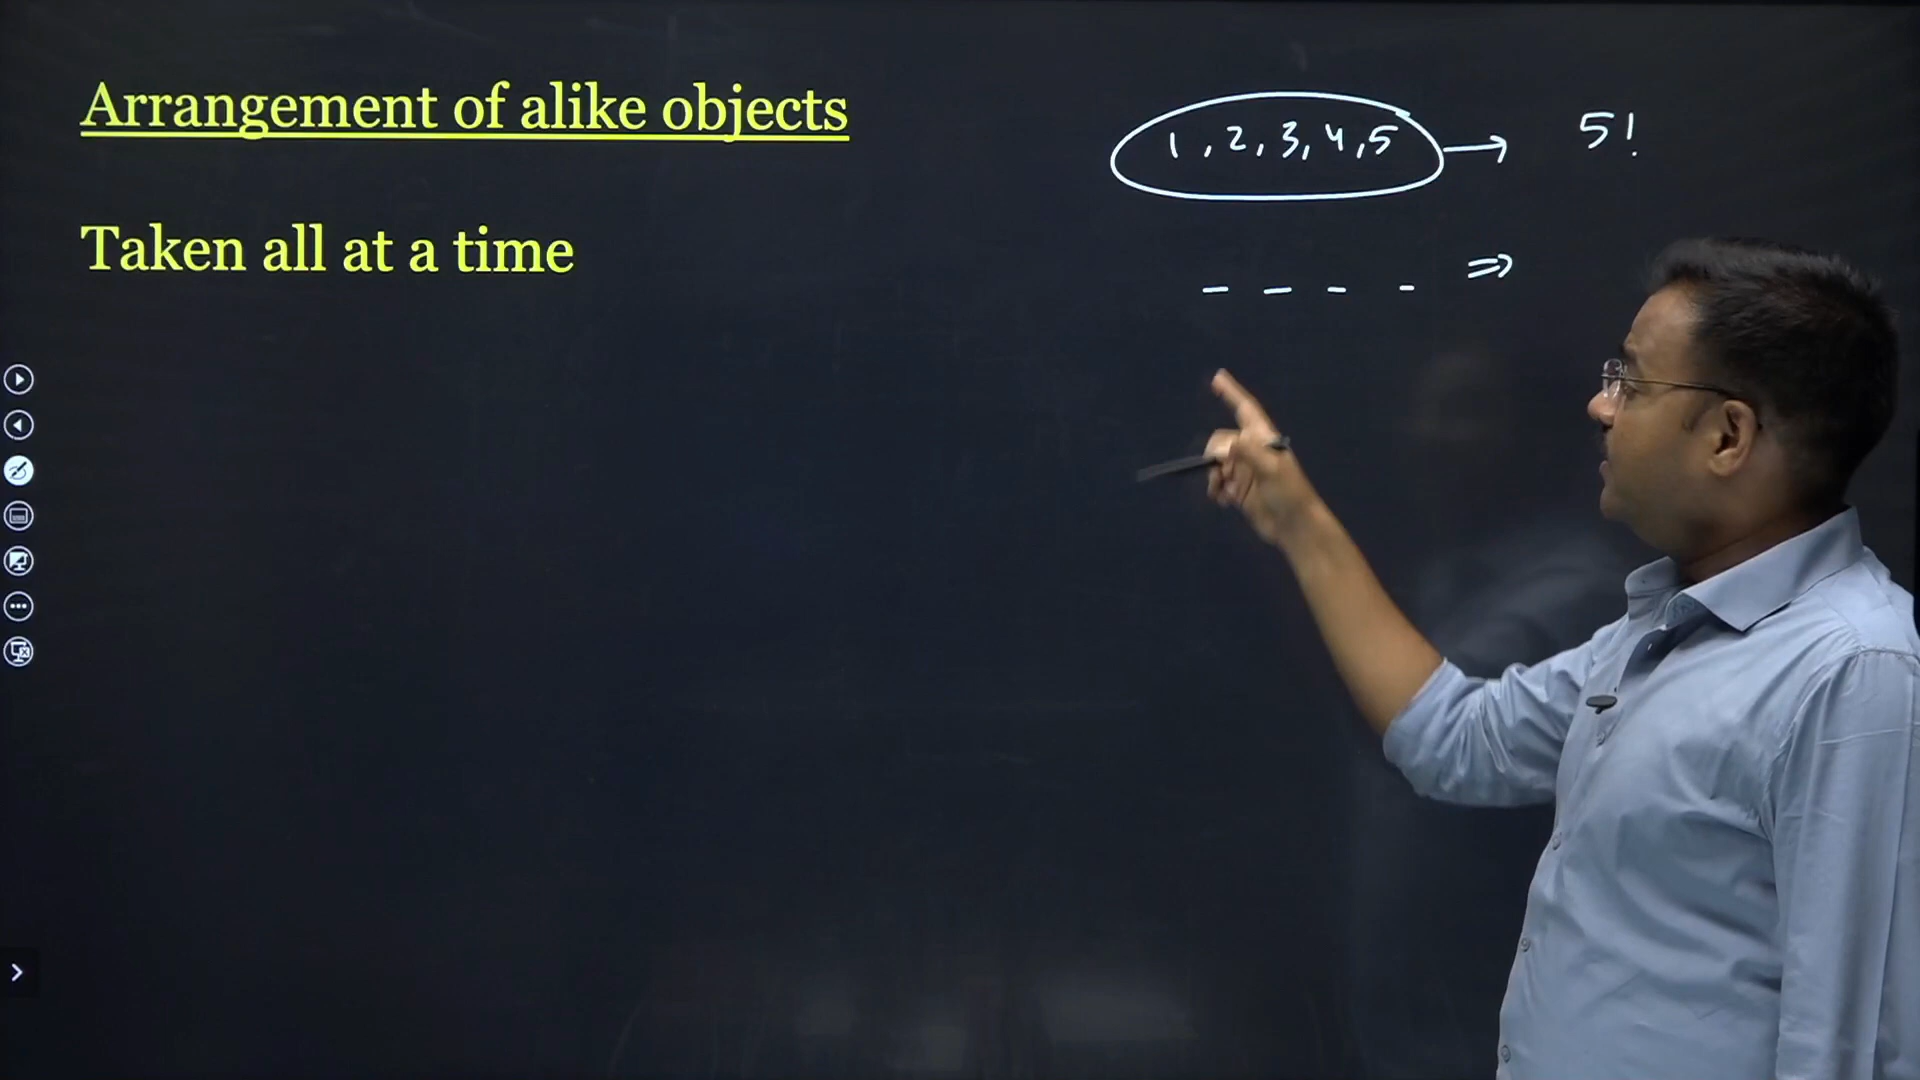 Arrangement of alike objects
1, 2, 3, 4, 5 → 5!
Taken all at a time
_ _ _ _ ⇒